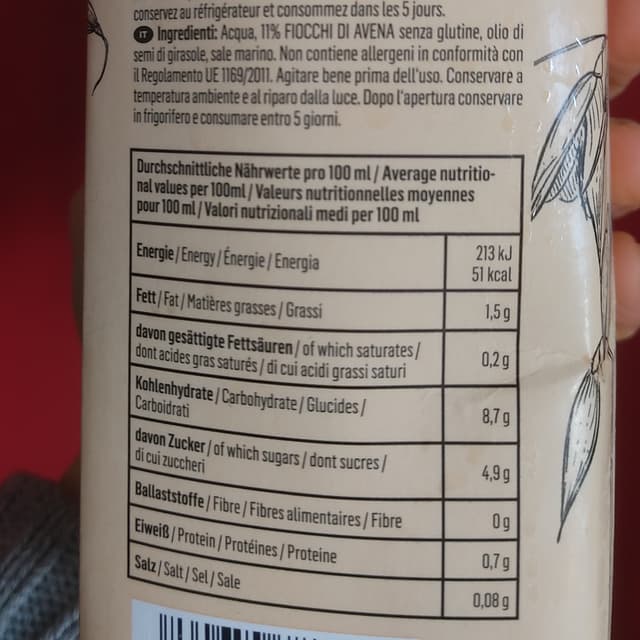 conservez au réfrigérateur et consommez dans les 5 jours.
IT Ingredienti: Acqua, 11% FIOCCHI DI AVENA senza glutine, olio di
semi di girasole, sale marino. Non contiene allergeni in conformità con
il Regolamento UE 1169/2011. Agitare bene prima dell'uso. Conservare a
temperatura ambiente e al riparo dalla luce. Dopo l'apertura conservare
in frigorifero e consumare entro 5 giorni.
Durchschnittliche Nährwerte pro 100 ml / Average nutritio-
nal values per 100ml / Valeurs nutritionnelles moyennes
pour 100 ml / Valori nutrizionali medi per 100 ml
Energie / Energy / Énergie / Energia
213 kJ
51 kcal
Fett / Fat / Matières grasses / Grassi
1,5 g
davon gesättigte Fettsäuren / of which saturates /
dont acides gras saturés / di cui acidi grassi saturi
0,2 g
Kohlenhydrate / Carbohydrate / Glucides /
Carboidrati
8,7 g
davon Zucker / of which sugars / dont sucres /
di cui zuccheri
4,9 g
Ballaststoffe / Fibre / Fibres alimentaires / Fibre
0 g
Eiweiß / Protein / Protéines / Proteine
0,7 g
Salz / Salt / Sel / Sale
0,08 g